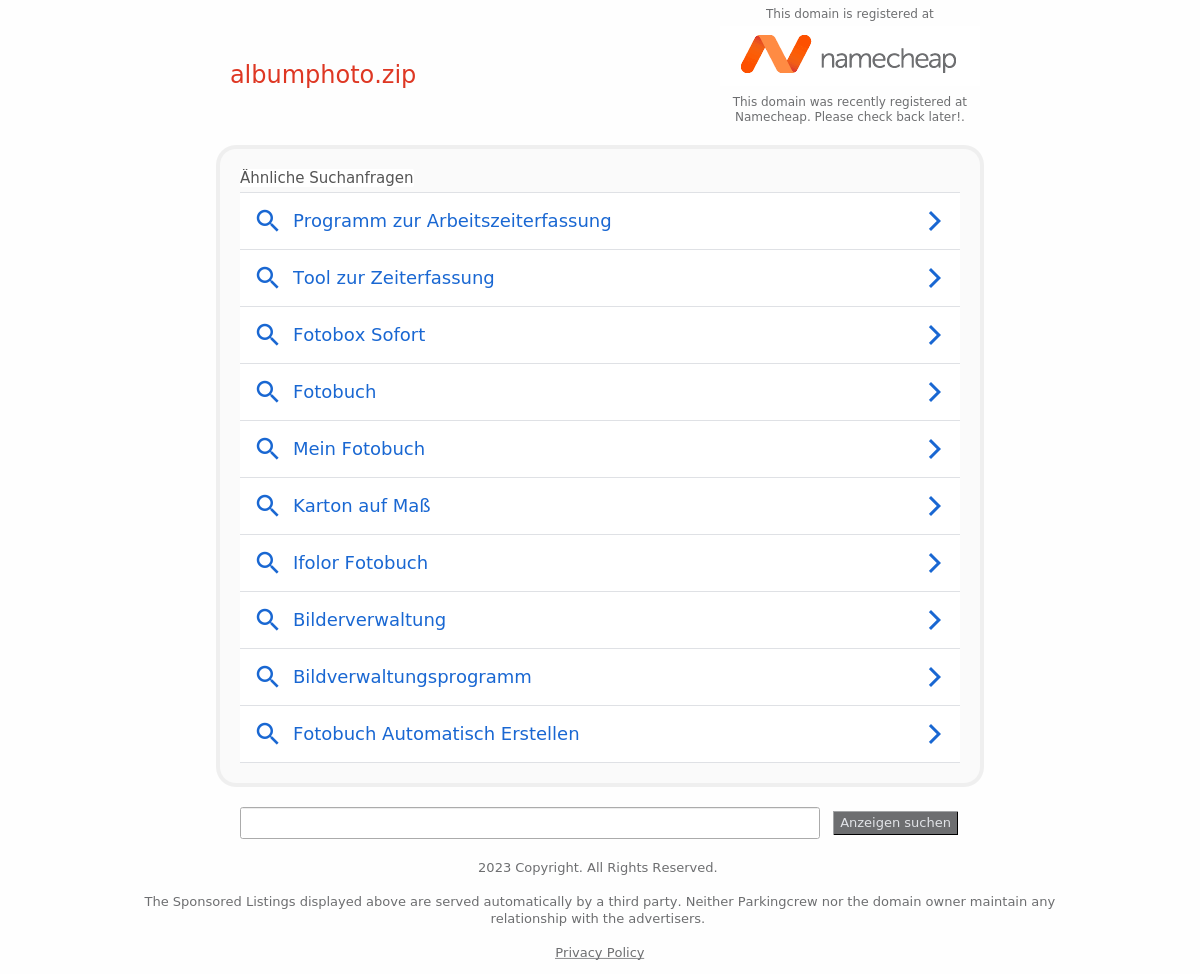 This domain is registered at
albumphoto.zip
namecheap
This domain was recently registered at
Namecheap. Please check back later!.
Ähnliche Suchanfragen
Programm zur Arbeitszeiterfassung
Tool zur Zeiterfassung
Fotobox Sofort
Fotobuch
Mein Fotobuch
Karton auf Maß
Ifolor Fotobuch
Bilderverwaltung
Bildverwaltungsprogramm
Fotobuch Automatisch Erstellen
Anzeigen suchen
2023 Copyright. All Rights Reserved.
The Sponsored Listings displayed above are served automatically by a third party. Neither Parkingcrew nor the domain owner maintain any
relationship with the advertisers.
Privacy Policy